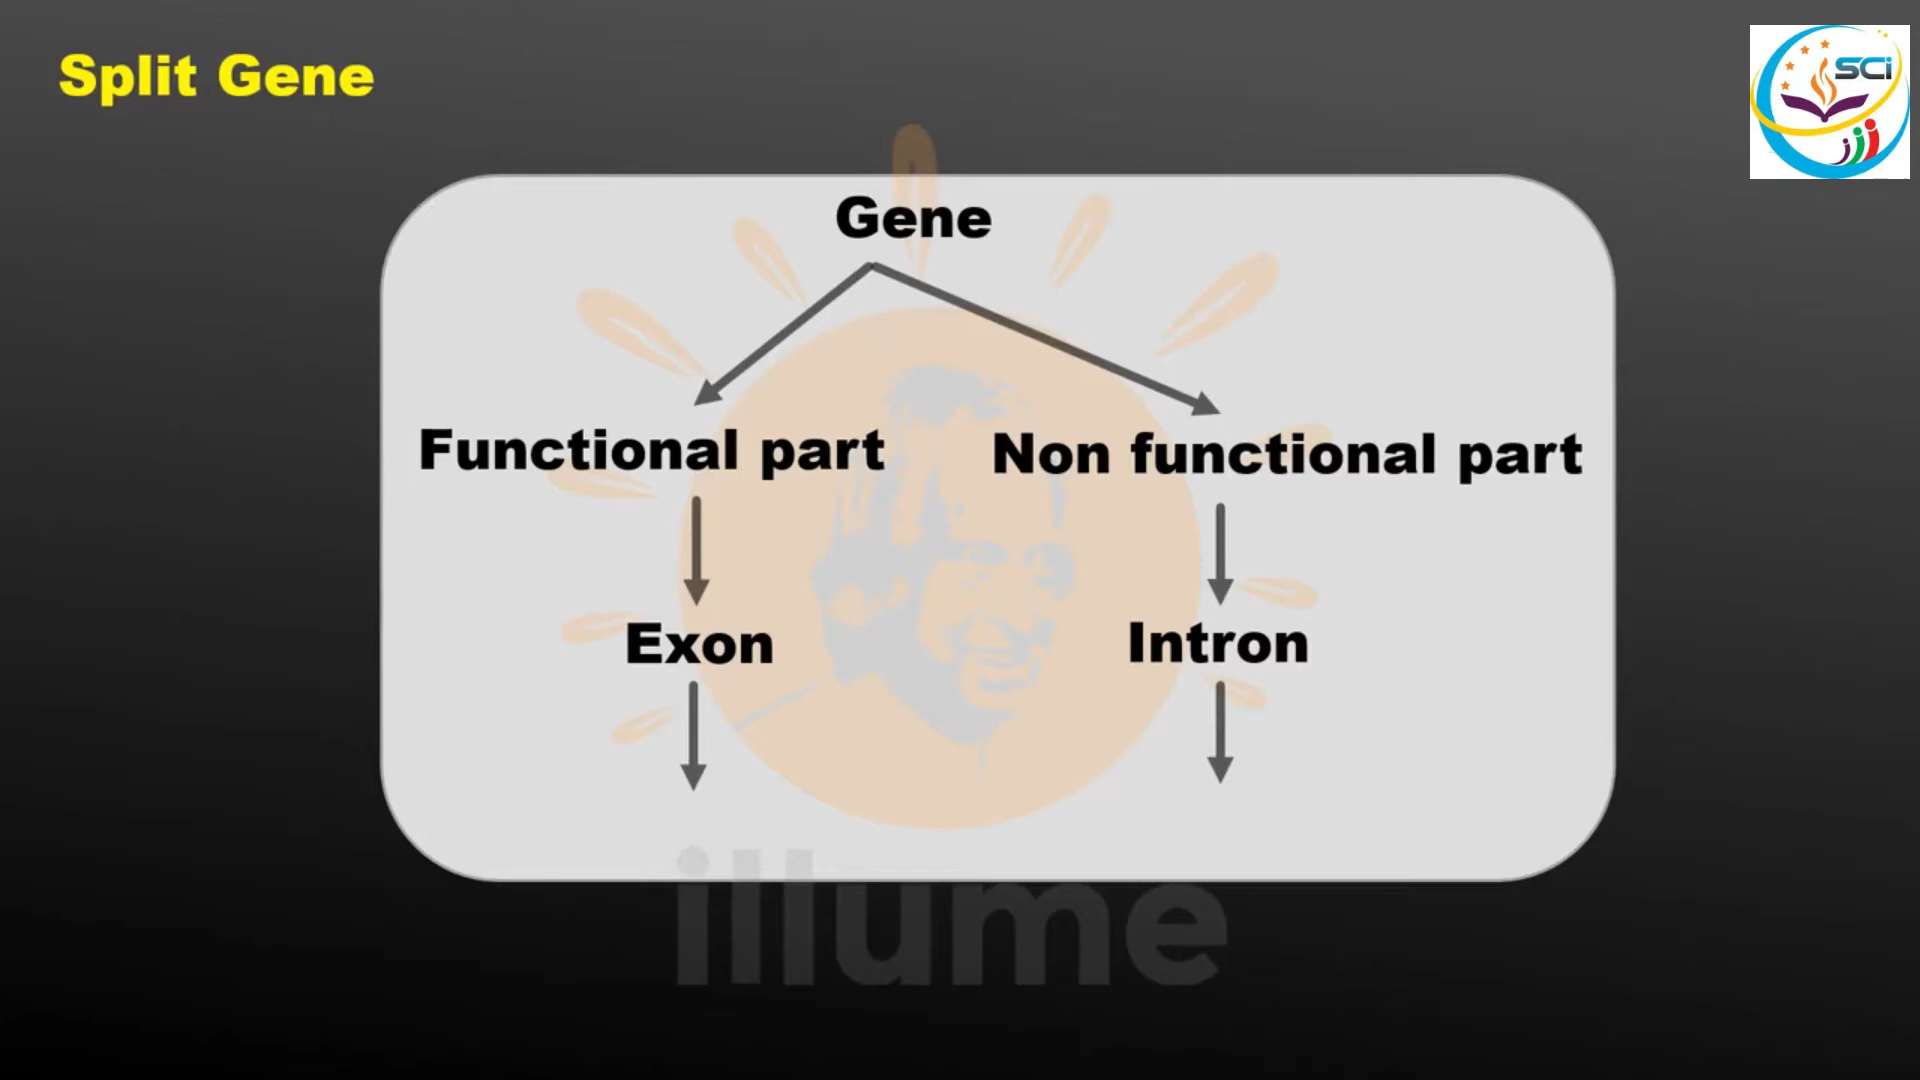 Split Gene
SCi
Gene
Functional part
Non functional part
Exon
Intron
illume